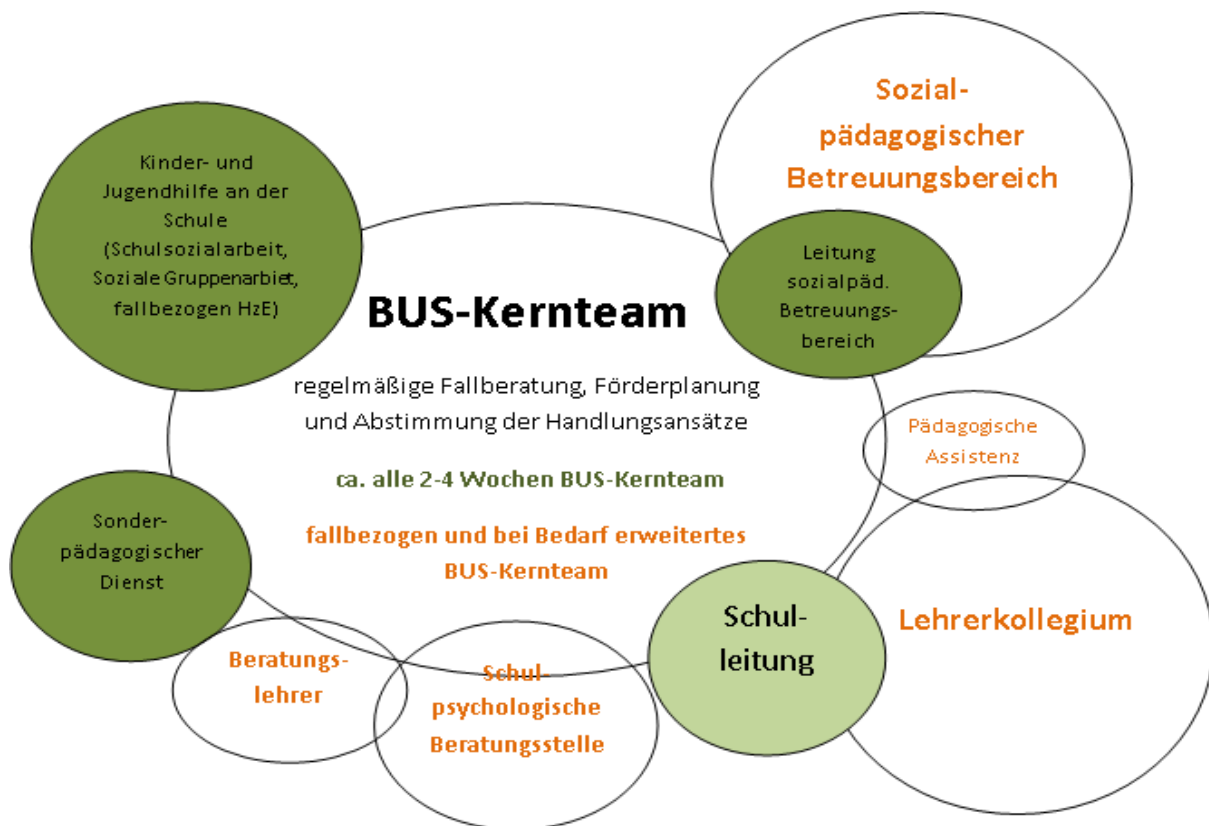 Sozial-
pädagogischer
Betreuungsbereich
Kinder- und
Jugendhilfe an der
Schule
(Schulsozialarbeit,
Soziale Gruppenarbiet,
fallbezogen HzE)
Leitung
sozialpäd.
Betreuungs-
bereich
BUS-Kernteam
regelmäßige Fallberatung, Förderplanung
und Abstimmung der Handlungsansätze
ca. alle 2-4 Wochen BUS-Kernteam
fallbezogen und bei Bedarf erweitertes
BUS-Kernteam
Pädagogische
Assistenz
Sonder-
pädagogischer
Dienst
Schul-
leitung
Lehrerkollegium
Beratungs-
lehrer
Schul-
psychologische
Beratungsstelle